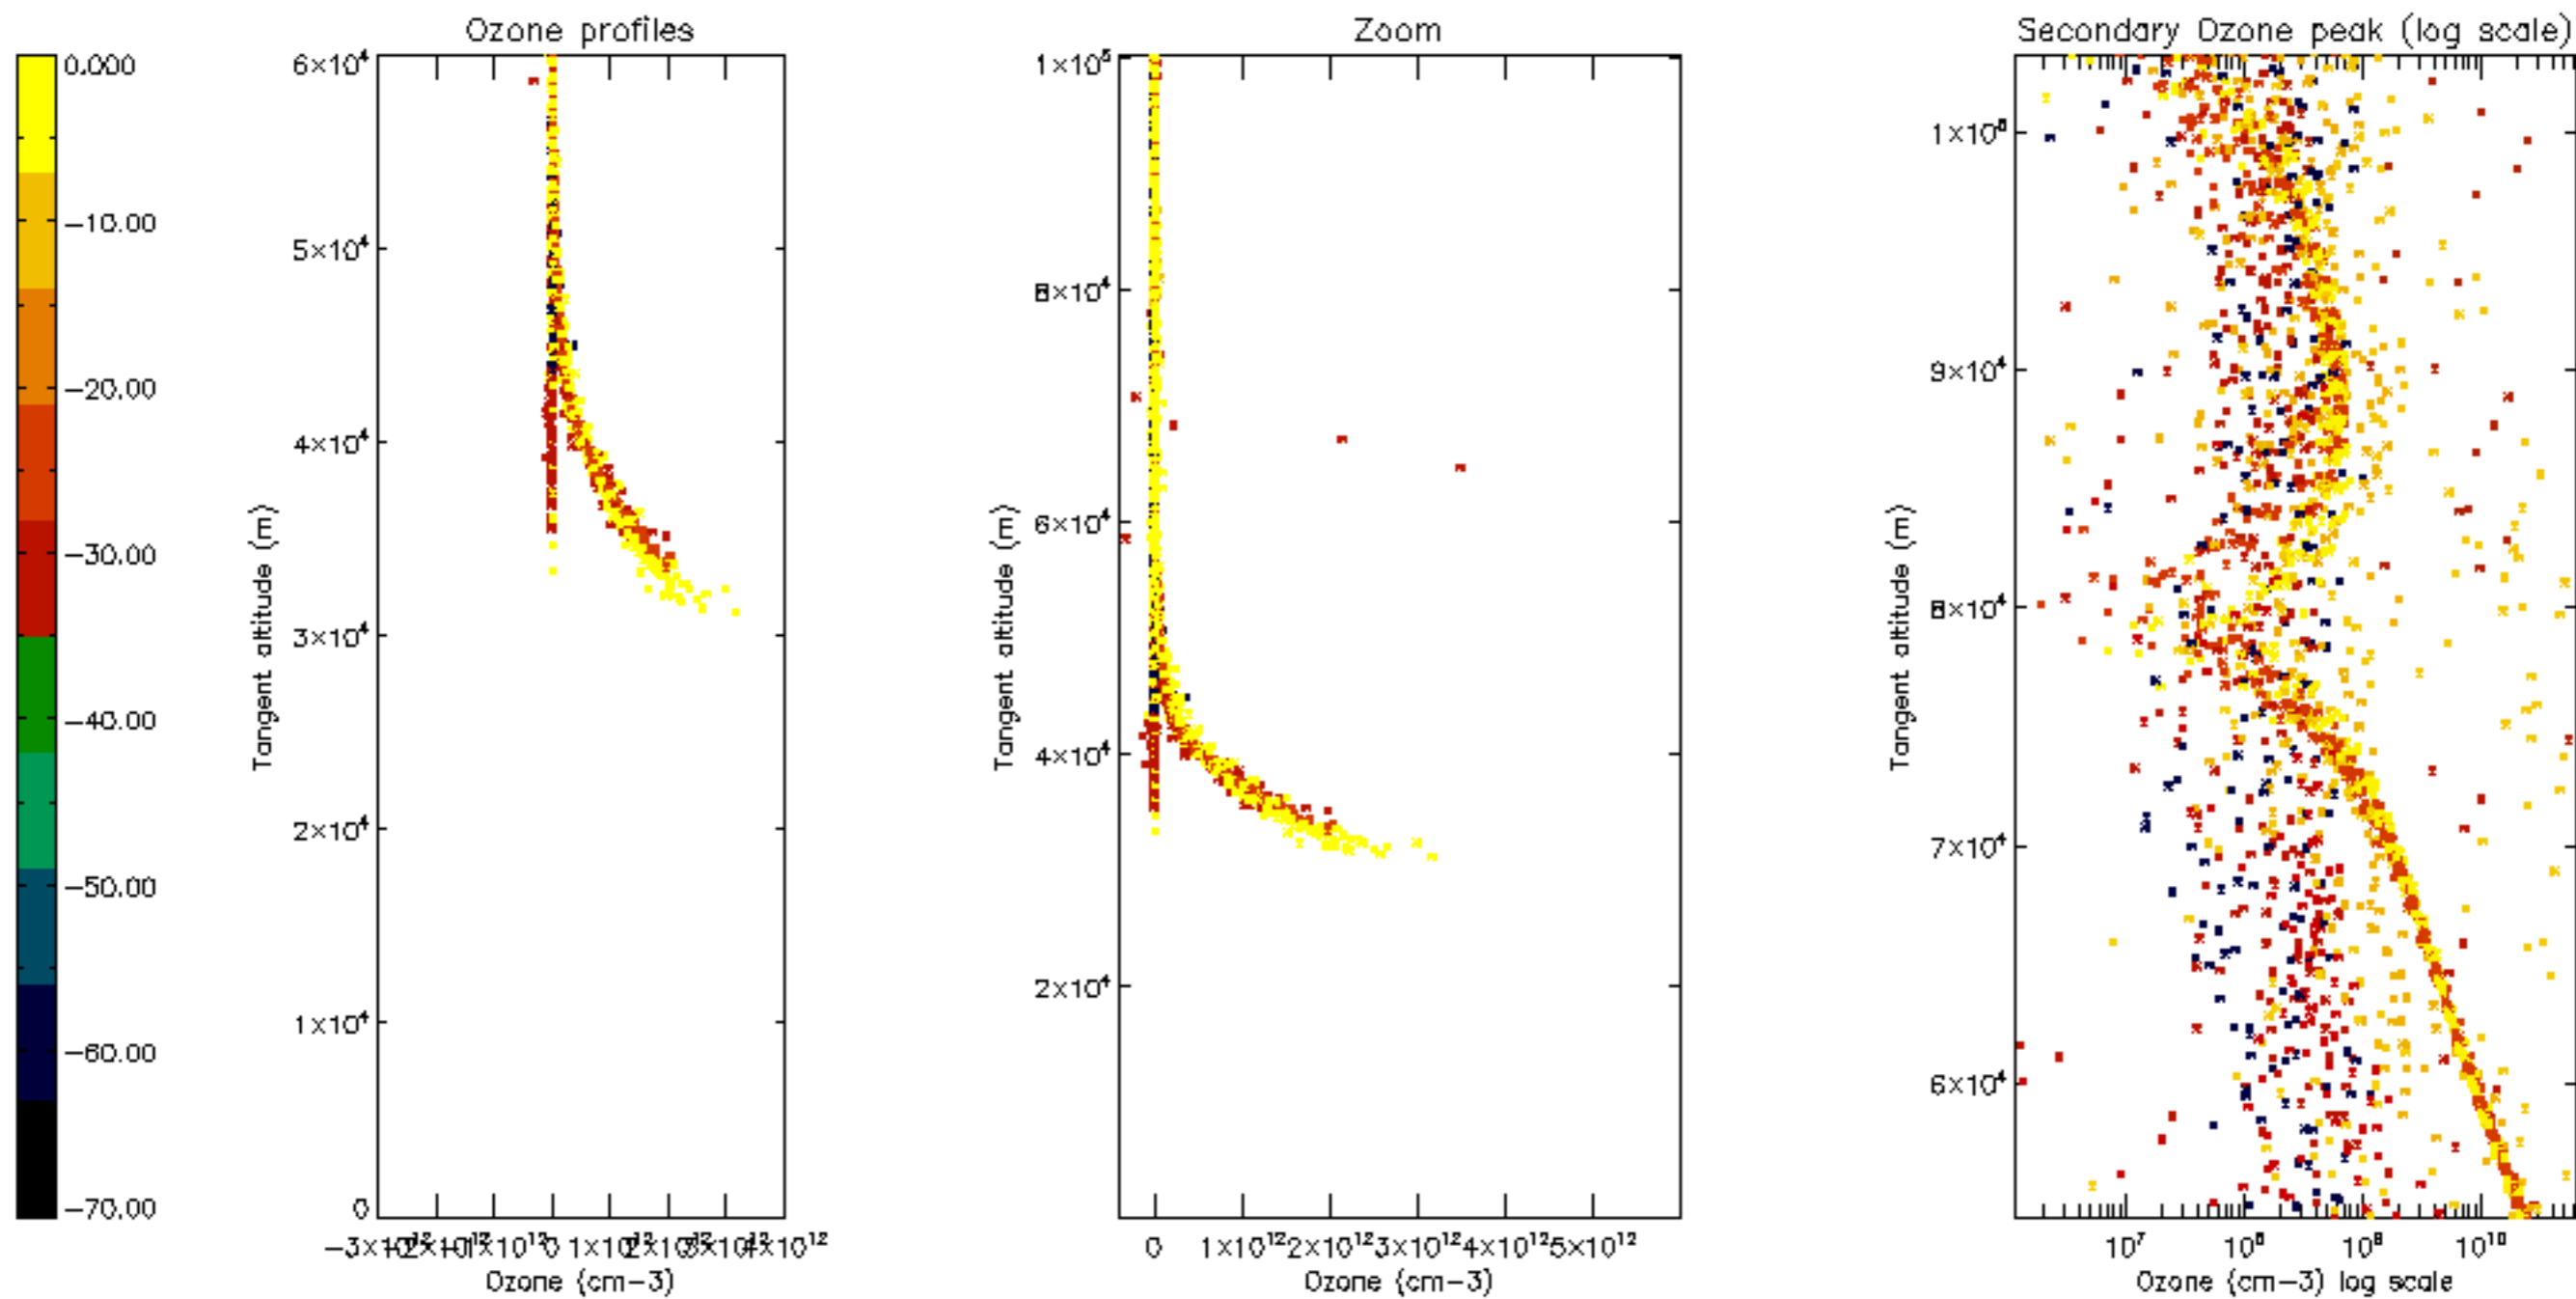 Ozone profiles
Zoom
Secondary Ozone peak (log scale)
0.000
−10.00
−20.00
−30.00
−40.00
−50.00
−60.00
−70.00
6×10⁴
5×10⁴
4×10⁴
3×10⁴
2×10⁴
1×10⁴
0
Tangent altitude (m)
0 1×10¹² 4×10¹²
Ozone (cm−3)
1×10⁵
8×10⁴
6×10⁴
4×10⁴
2×10⁴
Tangent altitude (m)
0 1×10¹² 2×10¹² 3×10¹² 4×10¹² 5×10¹²
Ozone (cm−3)
9×10⁴
8×10⁴
7×10⁴
6×10⁴
Tangent altitude (m)
10⁷ 10⁸ 10⁹ 10¹⁰
Ozone (cm−3) log scale